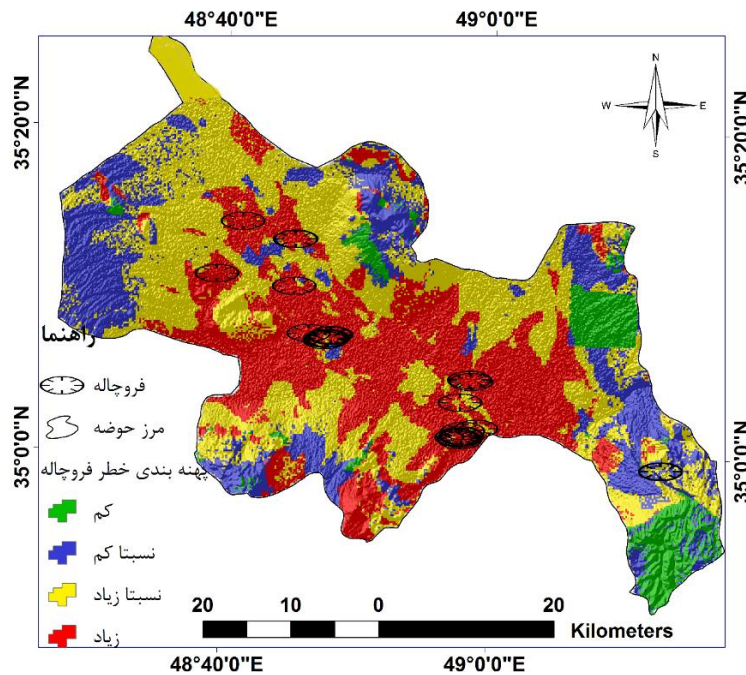 48°40'0"E
49°0'0"E
N
W
E
S
35°20'0"N
35°20'0"N
راهنما
فروچاله
مرز حوضه
پهنه بندی خطر فروچاله
کم
نسبتا کم
نسبتا زیاد
زیاد
35°0'0"N
35°0'0"N
20 10 0 20
Kilometers
48°40'0"E
49°0'0"E